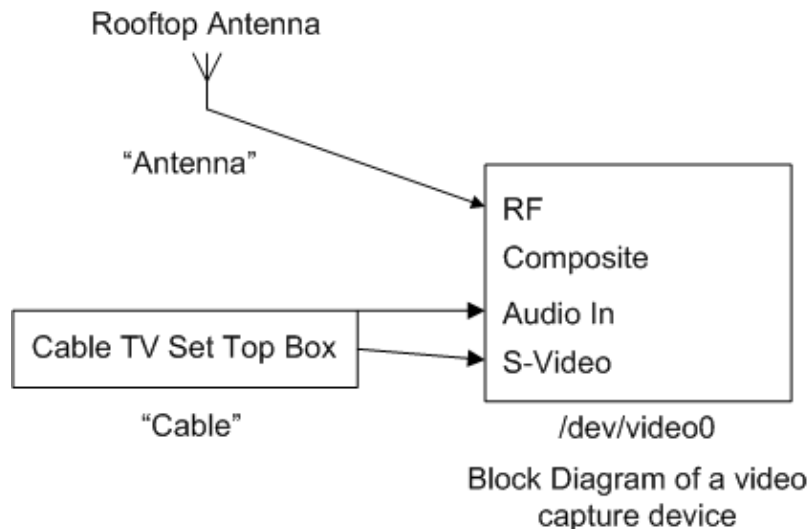 Rooftop Antenna
“Antenna”
RF
Composite
Audio In
S-Video
Cable TV Set Top Box
“Cable”
/dev/video0
Block Diagram of a video
capture device